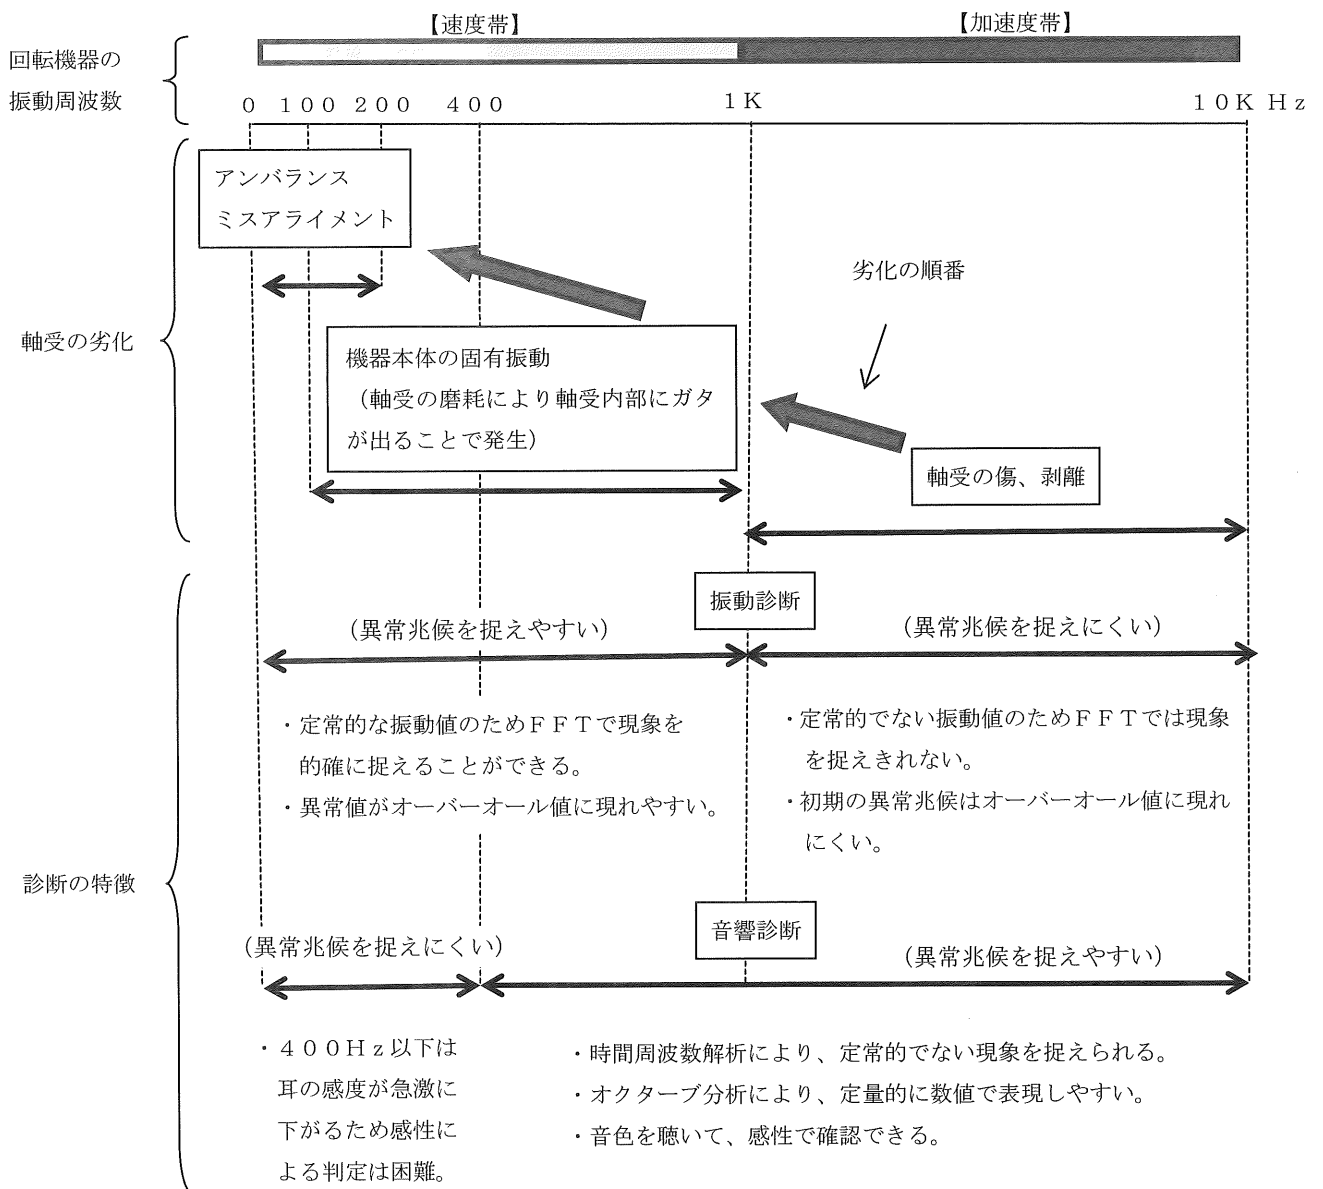 【速度帯】
【加速度帯】
回転機器の
振動周波数
0 100 200 400 1K 10K Hz
アンバランス
ミスアライメント
劣化の順番
軸受の劣化
機器本体の固有振動
(軸受の磨耗により軸受内部にガタ
が出ることで発生)
軸受の傷、剥離
振動診断
(異常兆候を捉えやすい)
(異常兆候を捉えにくい)
・定常的な振動値のためFFTで現象を
的確に捉えることができる。
・異常値がオーバーオール値に現れやすい。
・定常的でない振動値のためFFTでは現象
を捉えきれない。
・初期の異常兆候はオーバーオール値に現れ
にくい。
診断の特徴
音響診断
(異常兆候を捉えにくい)
(異常兆候を捉えやすい)
・400Hz以下は
耳の感度が急激に
下がるため感性に
よる判定は困難。
・時間周波数解析により、定常的でない現象を捉えられる。
・オクターブ分析により、定量的に数値で表現しやすい。
・音色を聴いて、感性で確認できる。